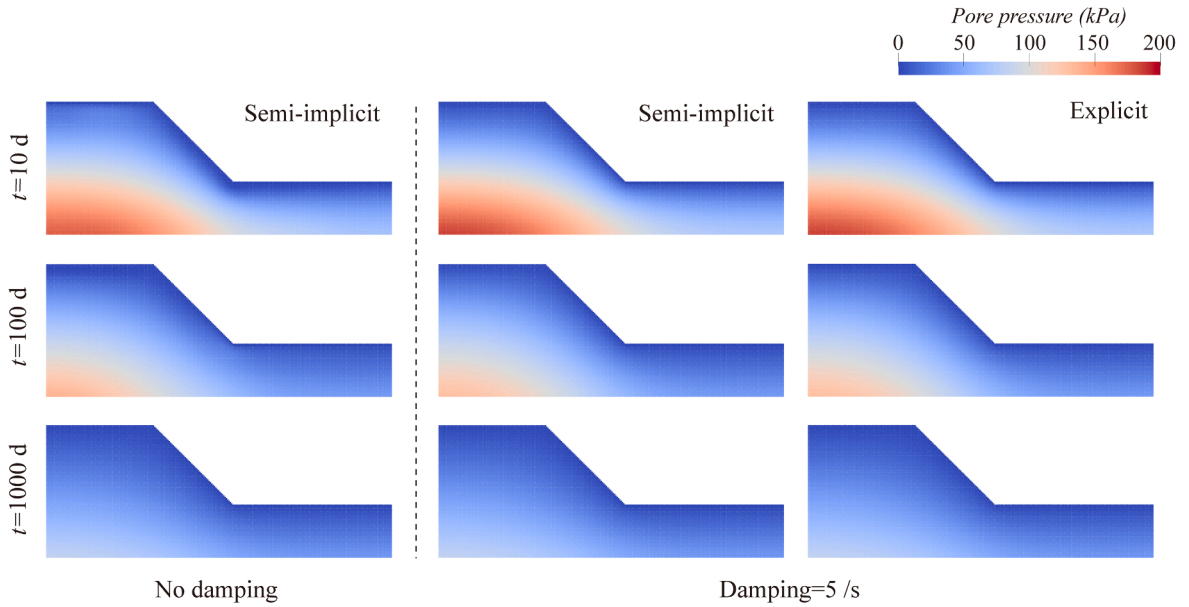 Pore pressure (kPa)
0 50 100 150 200
Semi-implicit
Semi-implicit
Explicit
t=10 d
t=100 d
t=1000 d
No damping
Damping=5 /s